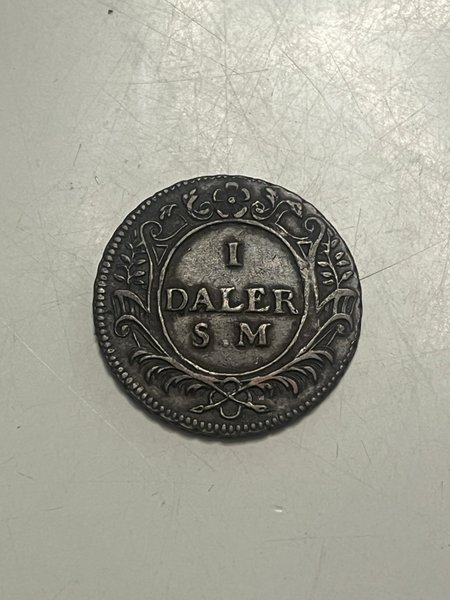 I
DALER
S . M